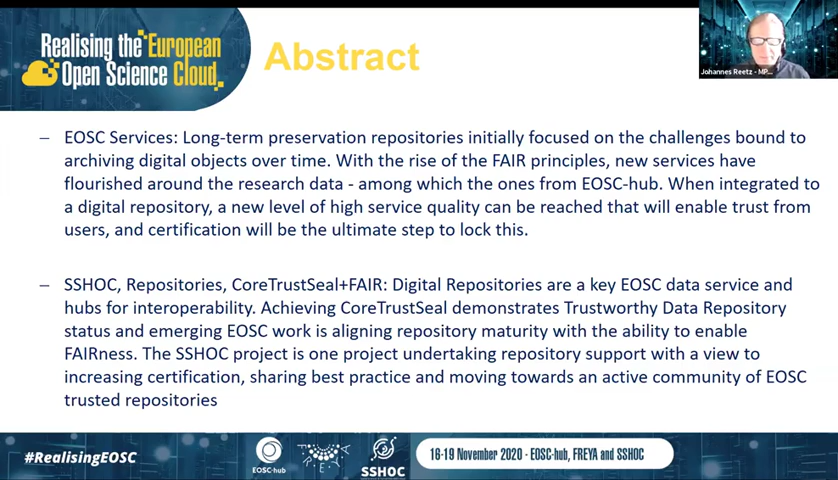 Realising the European
Open Science Cloud
Abstract
Johannes Reetz - MP...
– EOSC Services: Long-term preservation repositories initially focused on the challenges bound to
archiving digital objects over time. With the rise of the FAIR principles, new services have
flourished around the research data - among which the ones from EOSC-hub. When integrated to
a digital repository, a new level of high service quality can be reached that will enable trust from
users, and certification will be the ultimate step to lock this.
– SSHOC, Repositories, CoreTrustSeal+FAIR: Digital Repositories are a key EOSC data service and
hubs for interoperability. Achieving CoreTrustSeal demonstrates Trustworthy Data Repository
status and emerging EOSC work is aligning repository maturity with the ability to enable
FAIRness. The SSHOC project is one project undertaking repository support with a view to
increasing certification, sharing best practice and moving towards an active community of EOSC
trusted repositories
#RealisingEOSC
EOSC-hub
FREYA
SSHOC
16-19 November 2020 - EOSC-hub, FREYA and SSHOC